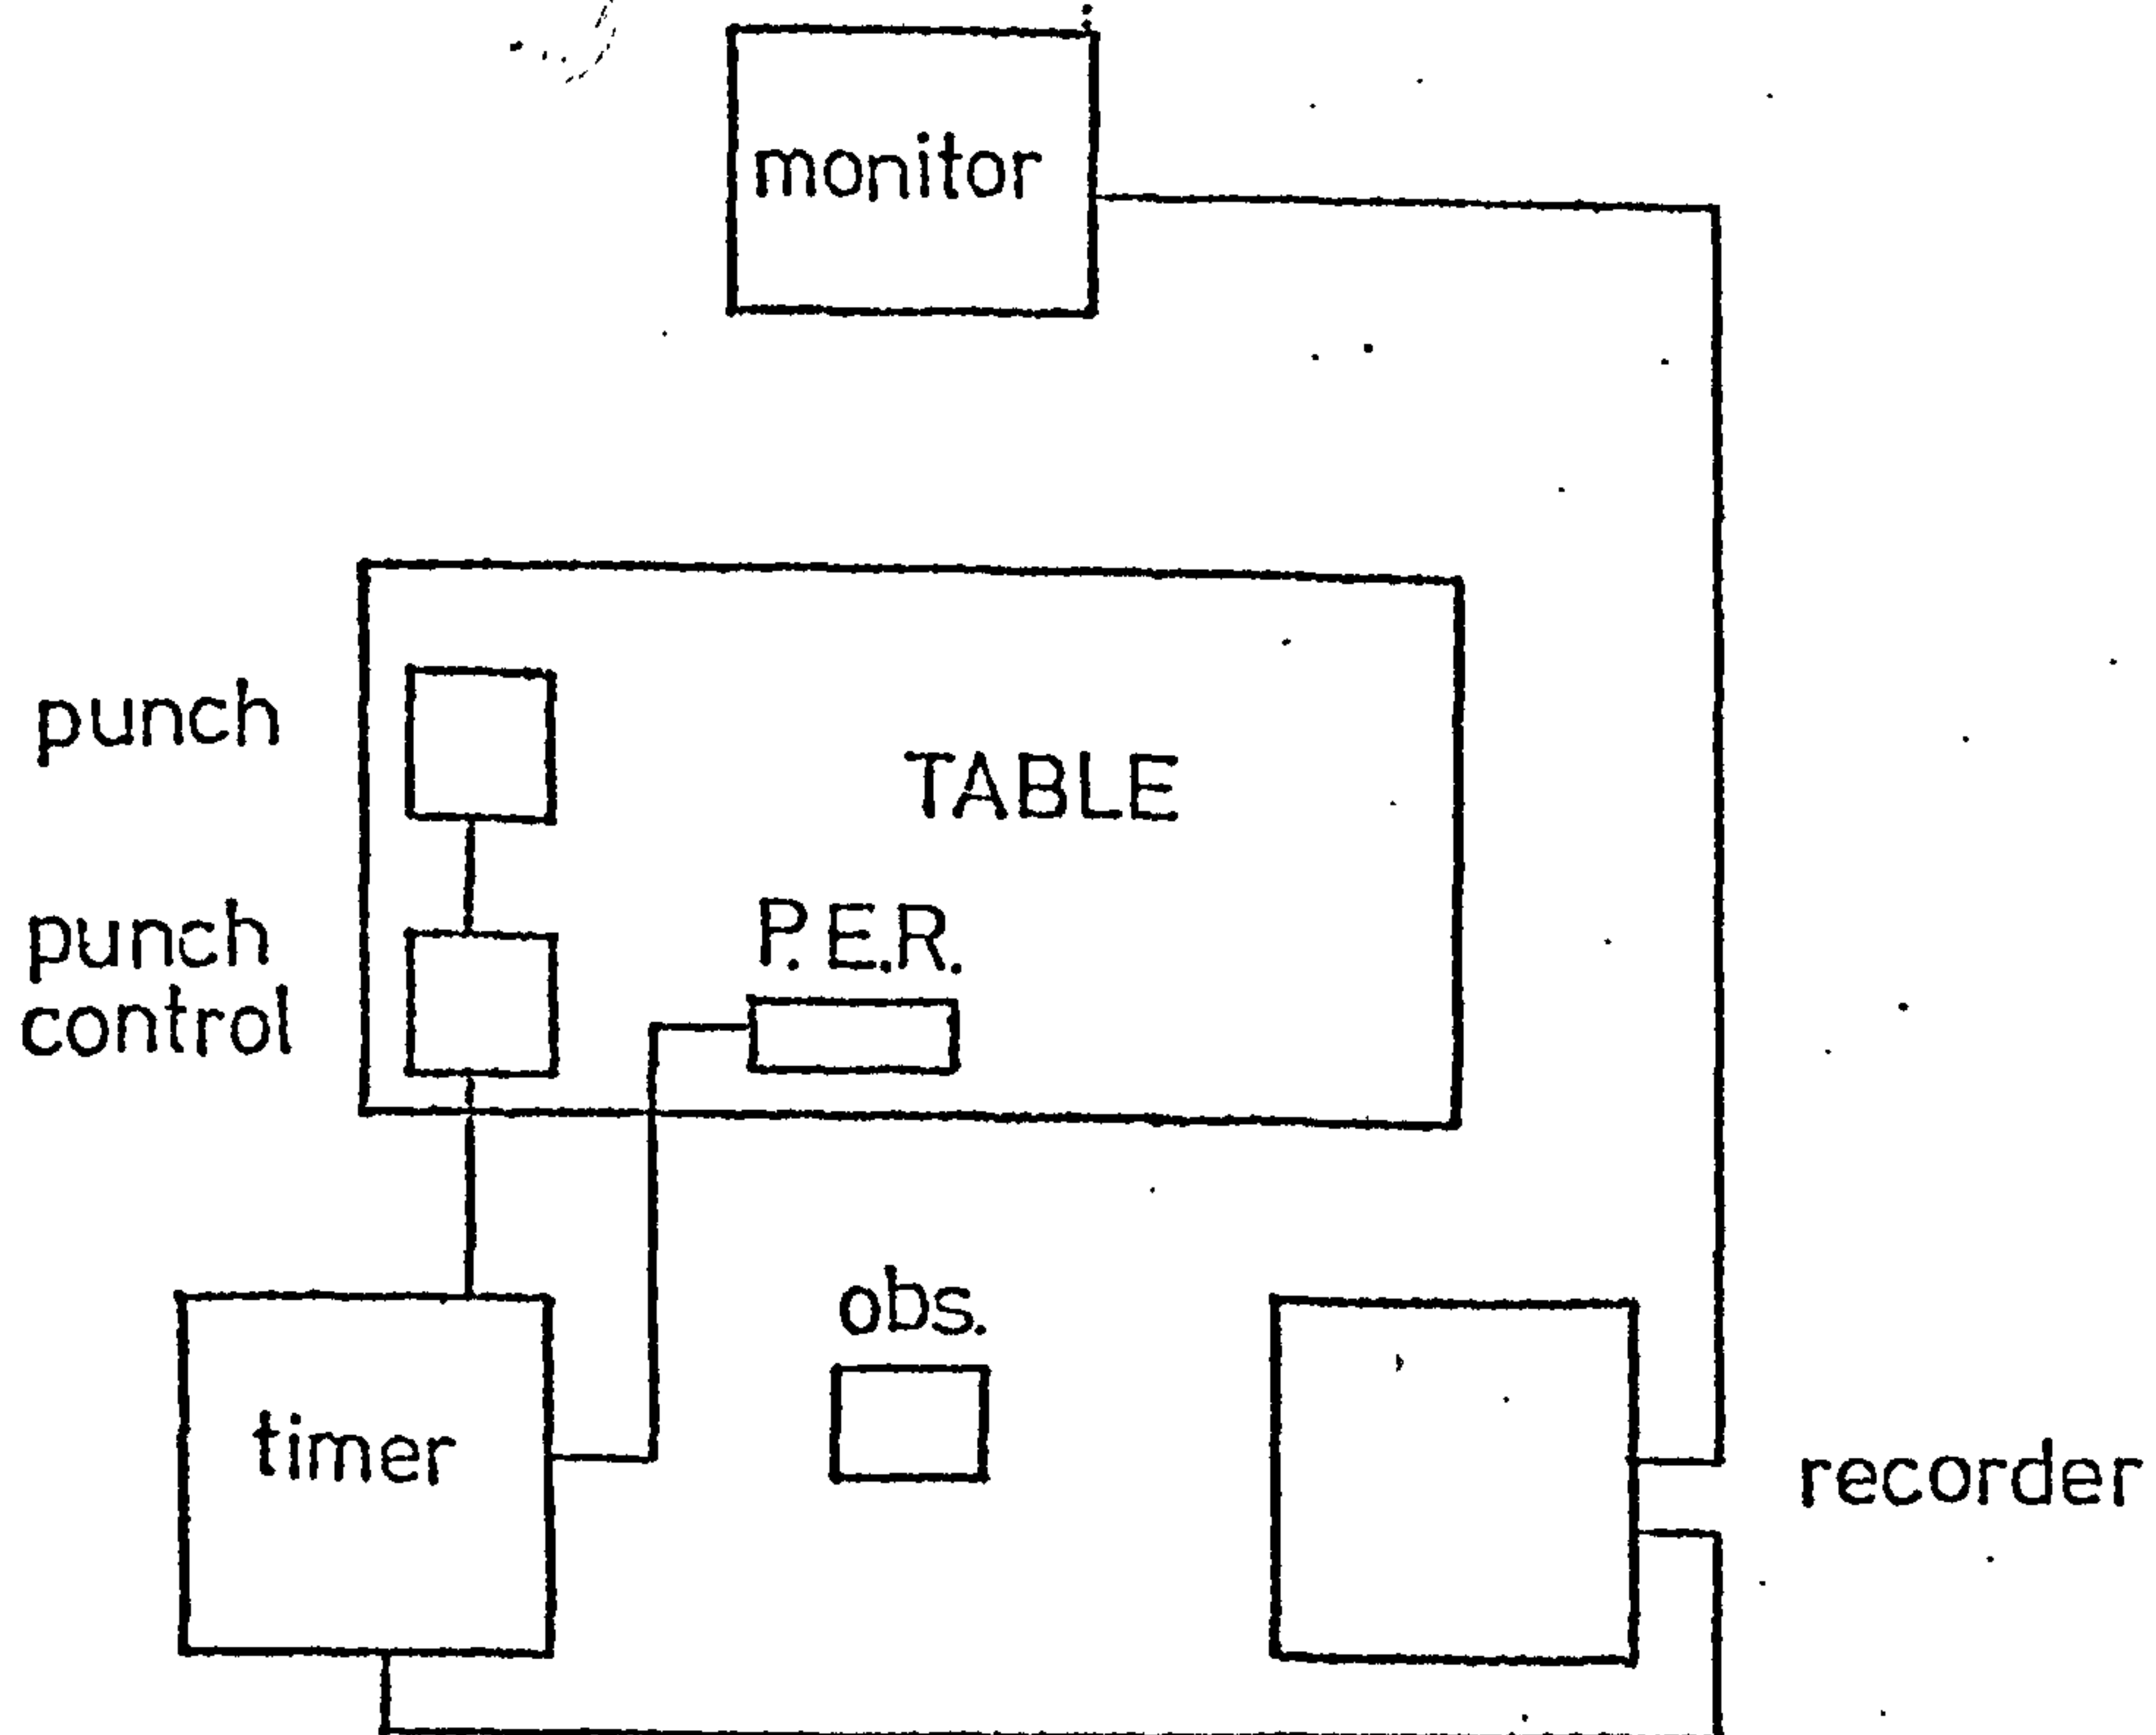 monitor
punch
TABLE
punch
control
P.E.R.
obs.
timer
recorder